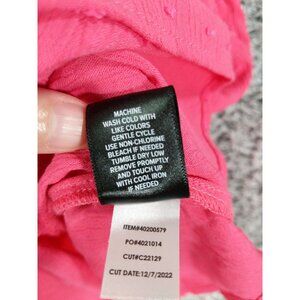 MACHINE
WASH COLD WITH
LIKE COLORS
GENTLE CYCLE
USE NON-CHLORINE
BLEACH IF NEEDED
TUMBLE DRY LOW
REMOVE PROMPTLY
AND TOUCH UP
WITH COOL IRON
IF NEEDED
ITEM#40200579
PO#4021014
CUT#C22129
CUT DATE:12/7/2022